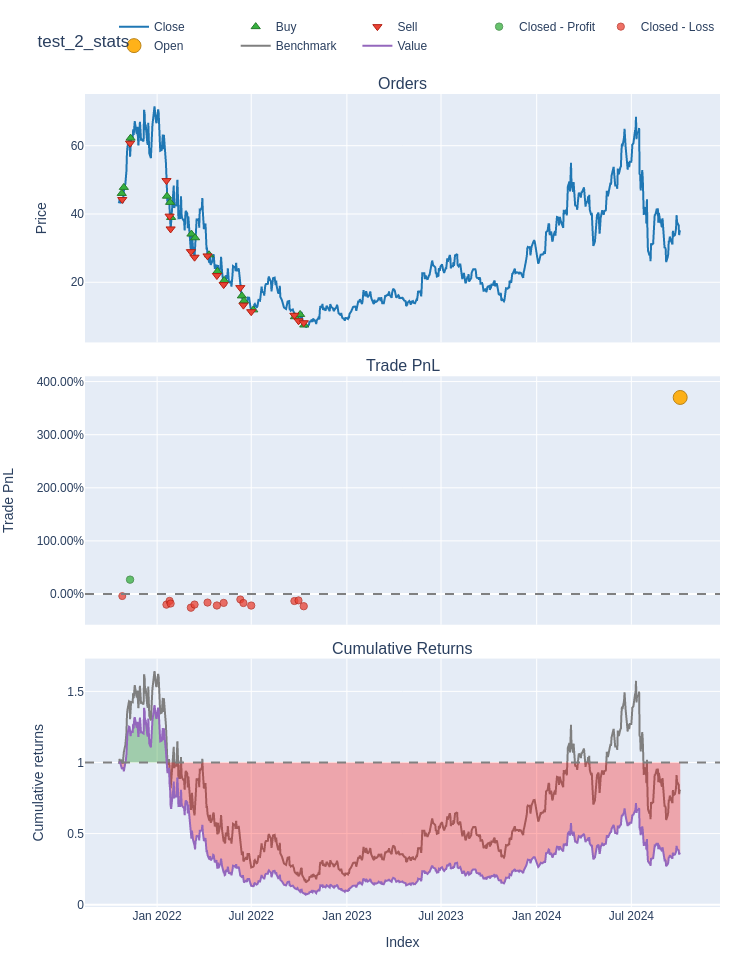 test_2_stats
Close Buy Sell Closed - Profit Closed - Loss
Open Benchmark Value
Orders
Price
60
40
20
Trade PnL
Trade PnL
400.00%
300.00%
200.00%
100.00%
0.00%
Cumulative Returns
Cumulative returns
1.5
1
0.5
0
Jan 2022 Jul 2022 Jan 2023 Jul 2023 Jan 2024 Jul 2024
Index